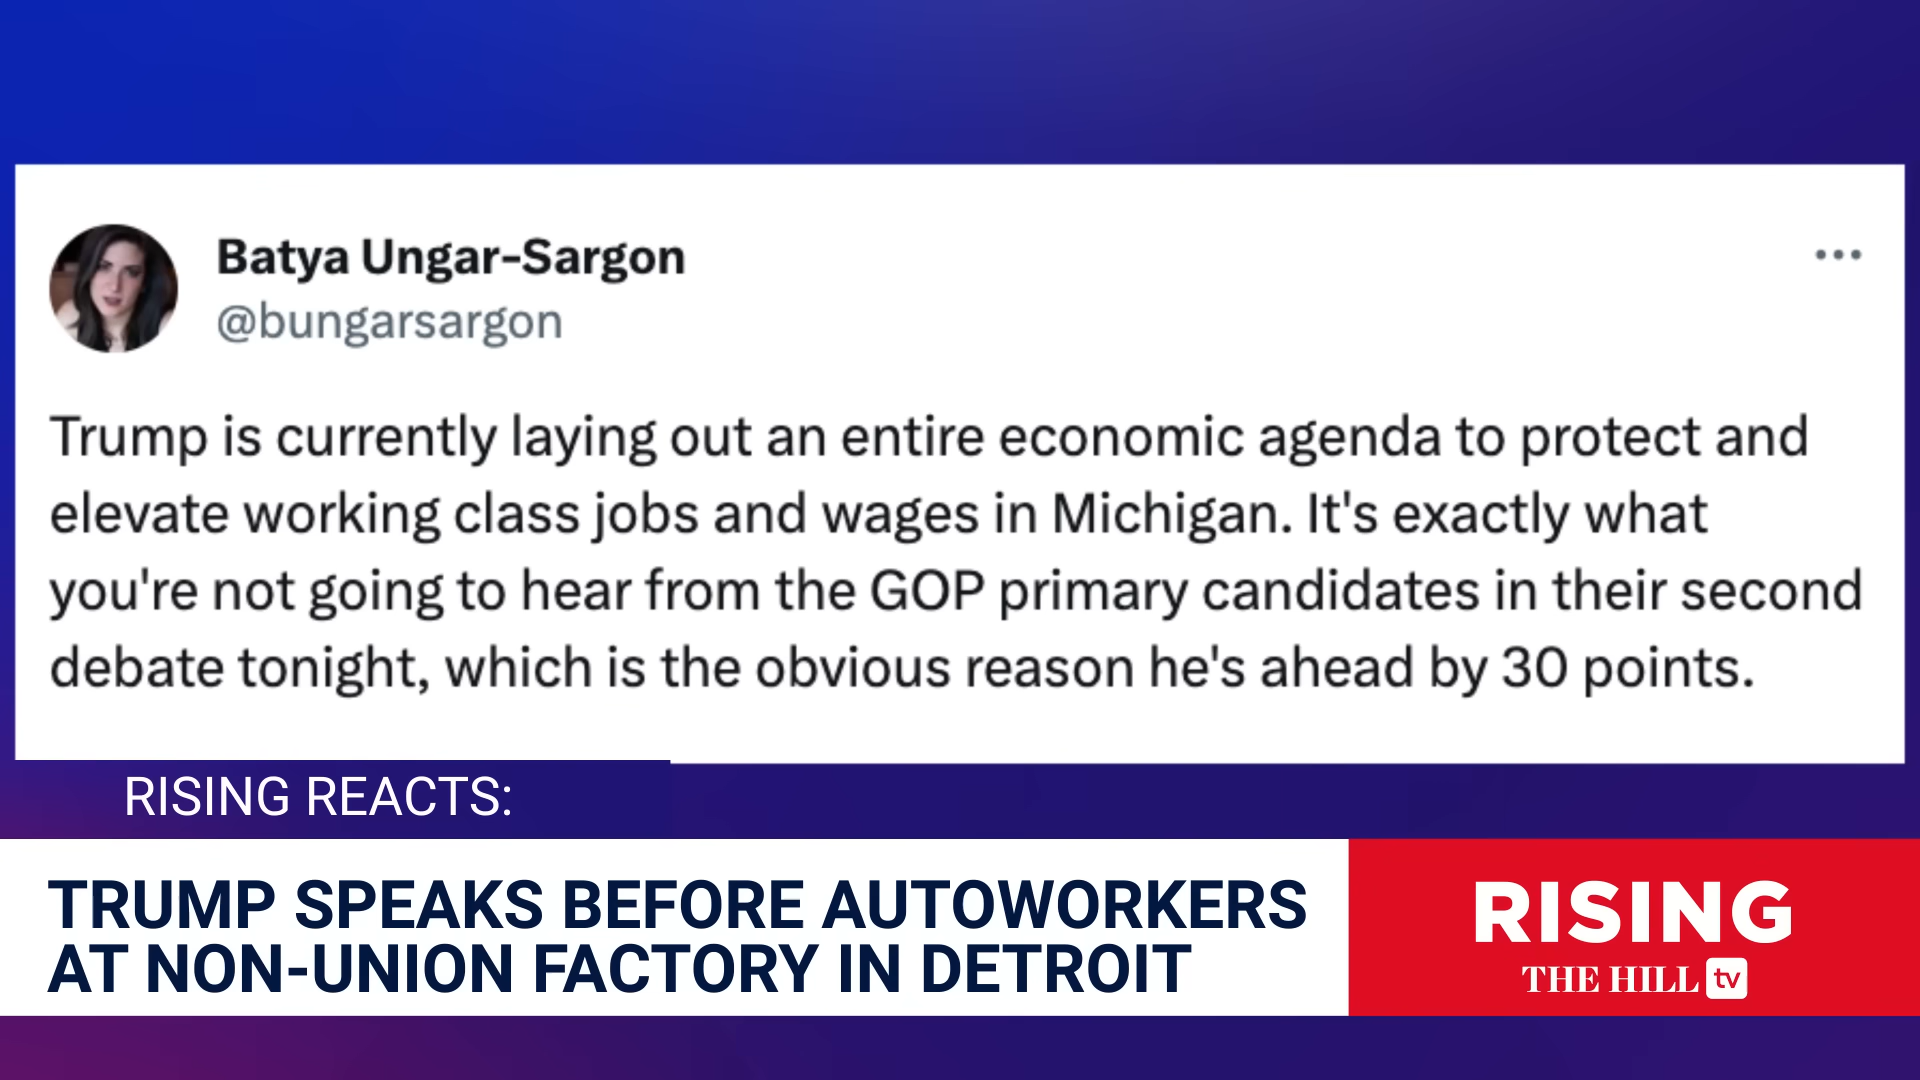 Batya Ungar-Sargon
@bungarsargon
Trump is currently laying out an entire economic agenda to protect and
elevate working class jobs and wages in Michigan. It's exactly what
you're not going to hear from the GOP primary candidates in their second
debate tonight, which is the obvious reason he's ahead by 30 points.
RISING REACTS:
TRUMP SPEAKS BEFORE AUTOWORKERS
AT NON-UNION FACTORY IN DETROIT
RISING
THE HILL tv